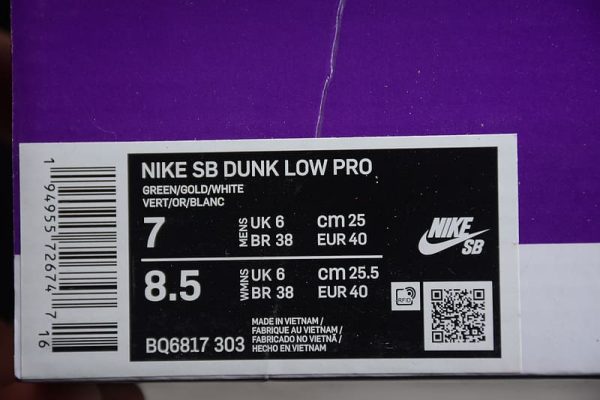 NIKE SB DUNK LOW PRO
GREEN/GOLD/WHITE
VERT/OR/BLANC
7 MENS UK 6 cm 25
BR 38 EUR 40
8.5 WMNS UK 6 cm 25.5
BR 38 EUR 40
BQ6817 303
MADE IN VIETNAM /
FABRIQUE AU VIETNAM /
FABRICADO NO VIETNÃ /
HECHO EN VIETNAM
NIKE
SB
RFID
1 94955 72674 7 16